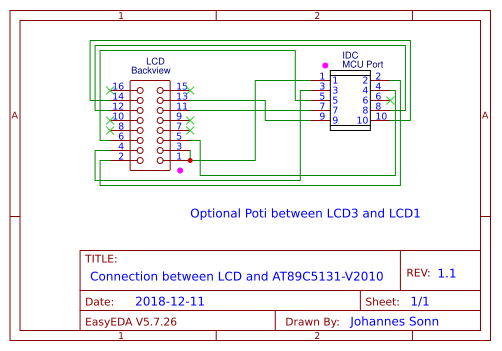 1 2
LCD
Backview
IDC
MCU Port
16 15
14 13
12 11
10 9
8 7
6 5
4 3
2 1
1 1 2 2
3 3 4 4
5 5 6 6
7 7 8 8
9 9 10 10
A A
Optional Poti between LCD3 and LCD1
TITLE:
Connection between LCD and AT89C5131-V2010
REV: 1.1
Date: 2018-12-11
Sheet: 1/1
EasyEDA V5.7.26
Drawn By: Johannes Sonn
1 2